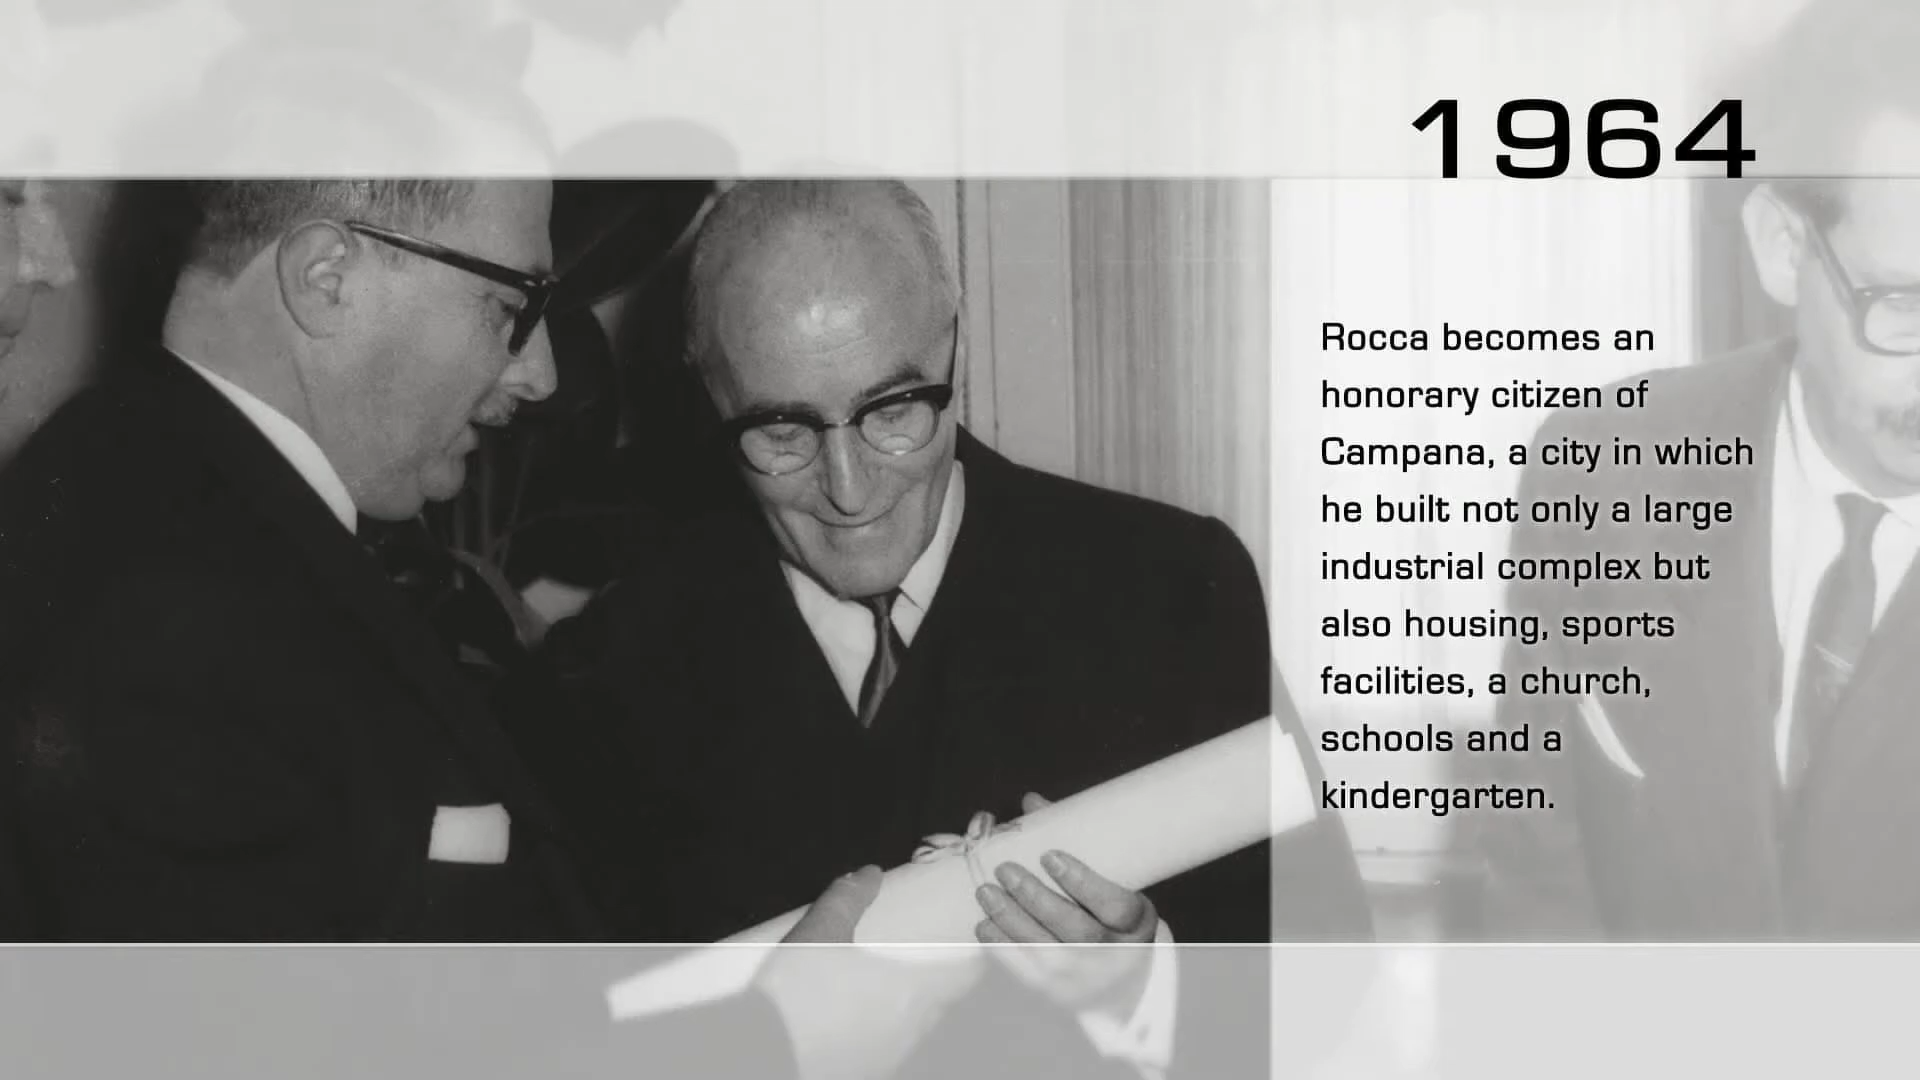 1964
Rocca becomes an
honorary citizen of
Campana, a city in which
he built not only a large
industrial complex but
also housing, sports
facilities, a church,
schools and a
kindergarten.